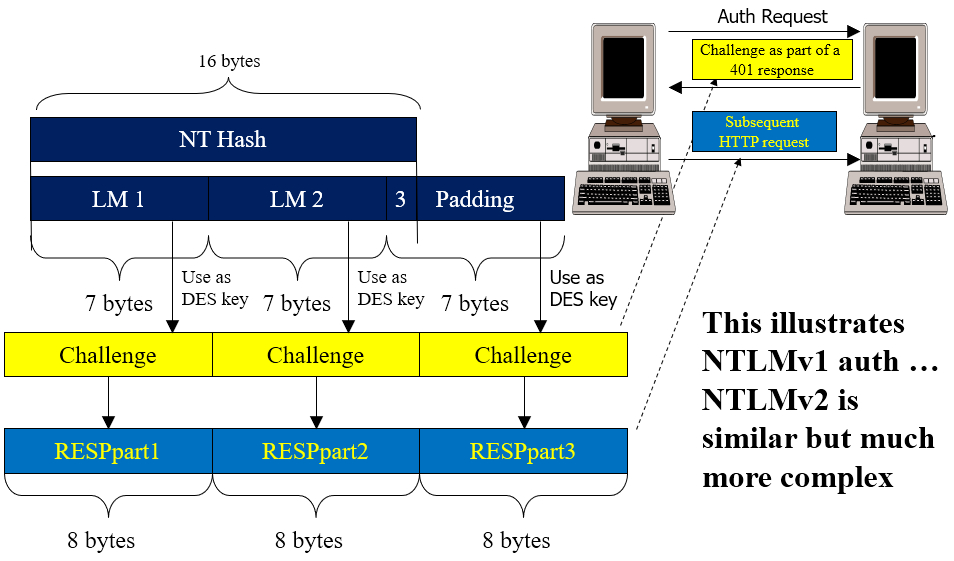 16 bytes
NT Hash
LM 1
LM 2
3
Padding
7 bytes
Use as
DES key
7 bytes
Use as
DES key
7 bytes
Use as
DES key
Challenge
Challenge
Challenge
RESPpart1
RESPpart2
RESPpart3
8 bytes
8 bytes
8 bytes
Auth Request
Challenge as part of a
401 response
Subsequent
HTTP request
This illustrates
NTLMv1 auth …
NTLMv2 is
similar but much
more complex